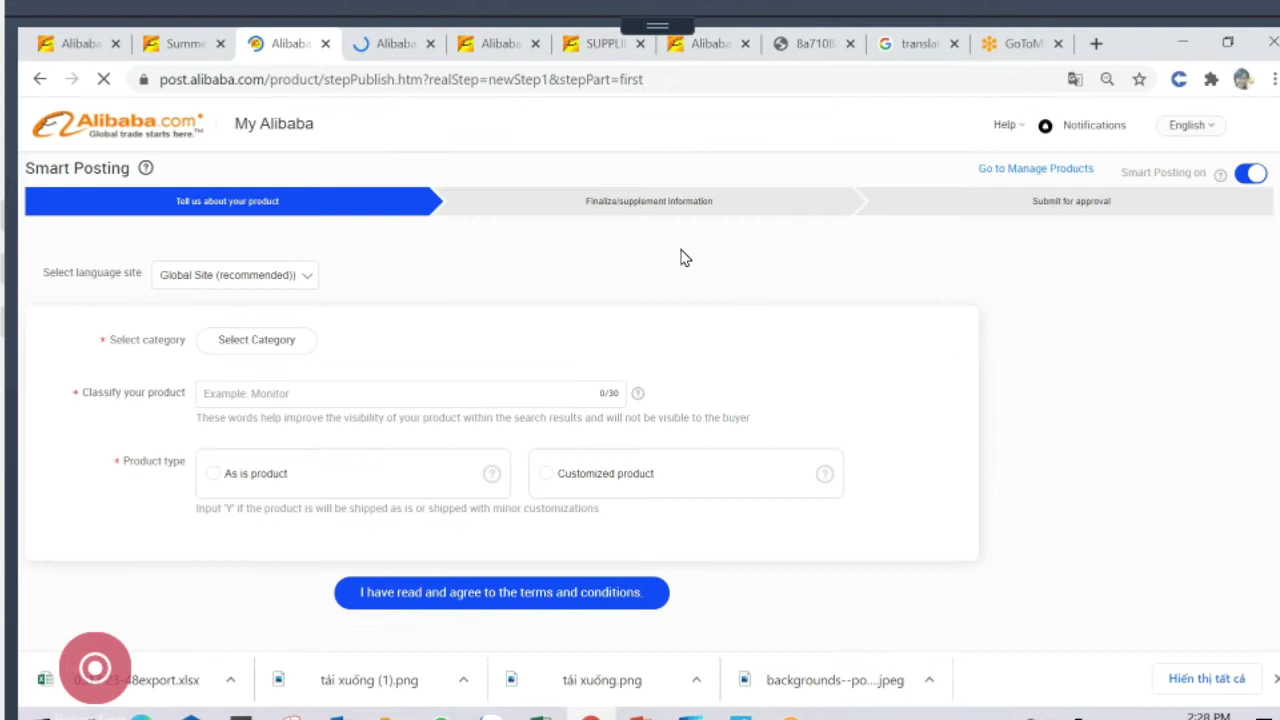 Alibaba
Summe
Alibaba
Alibaba
Alibaba
SUPPLIE
Alibaba
8a7108
translat
GoToM
post.alibaba.com/product/stepPublish.htm?realStep=newStep1&stepPart=first
Alibaba.com
Global trade starts here.™
My Alibaba
Help
Notifications
English
Smart Posting
Go to Manage Products
Smart Posting on
Tell us about your product
Finalize/supplement information
Submit for approval
Select language site
Global Site (recommended))
* Select category
Select Category
* Classify your product
Example. Monitor
0/30
These words help improve the visibility of your product within the search results and will not be visible to the buyer
* Product type
As is product
Customized product
Input 'Y' if the product is will be shipped as is or shipped with minor customizations
I have read and agree to the terms and conditions.
23-48export.xlsx
tải xuống (1).png
tải xuống.png
backgrounds--po....jpeg
Hiển thị tất cả
2:28 PM